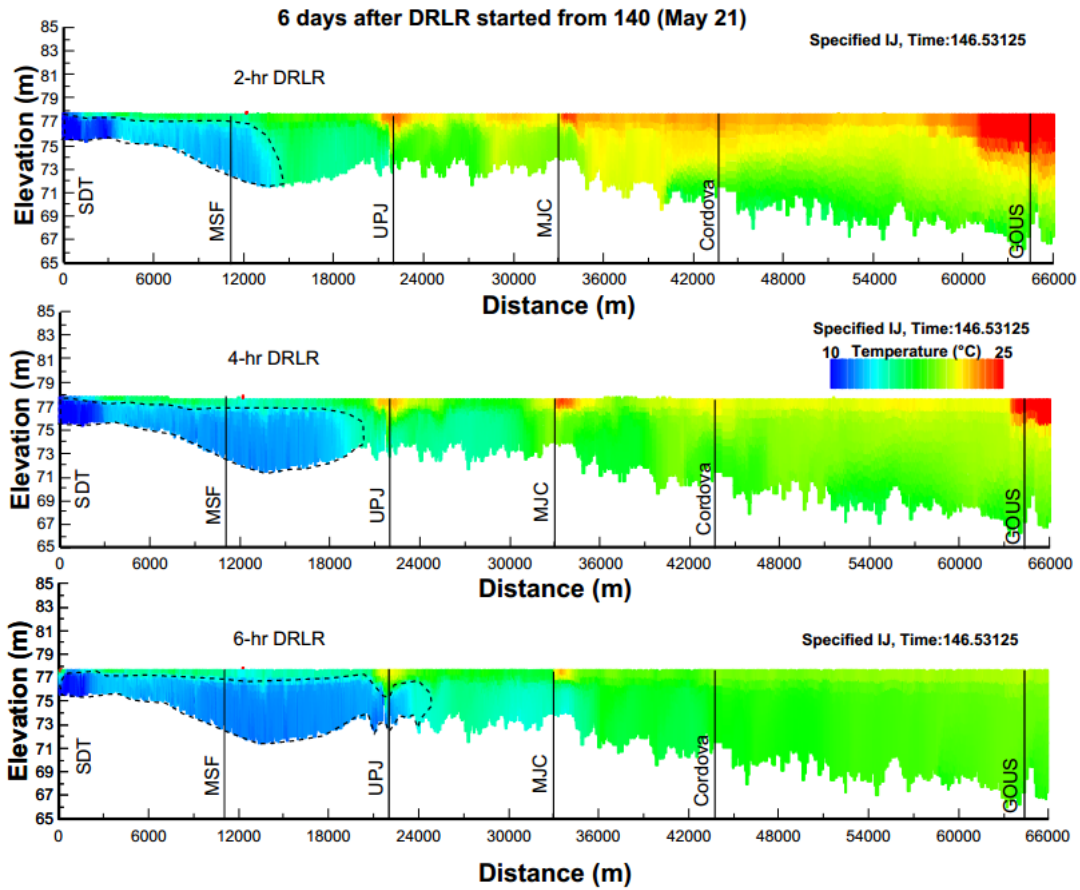 6 days after DRLR started from 140 (May 21)
Specified IJ, Time:146.53125
2-hr DRLR
Elevation (m)
85
83
81
79
77
75
73
71
69
67
65
SDT
MSF
UPJ
MJC
Cordova
GOUS
0 6000 12000 18000 24000 30000 36000 42000 48000 54000 60000 66000
Distance (m)
Specified IJ, Time:146.53125
10 Temperature (°C) 25
4-hr DRLR
Elevation (m)
85
83
81
79
77
75
73
71
69
67
65
SDT
MSF
UPJ
MJC
Cordova
GOUS
0 6000 12000 18000 24000 30000 36000 42000 48000 54000 60000 66000
Distance (m)
6-hr DRLR
Specified IJ, Time:146.53125
Elevation (m)
85
83
81
79
77
75
73
71
69
67
65
SDT
MSF
UPJ
MJC
Cordova
GOUS
0 6000 12000 18000 24000 30000 36000 42000 48000 54000 60000 66000
Distance (m)